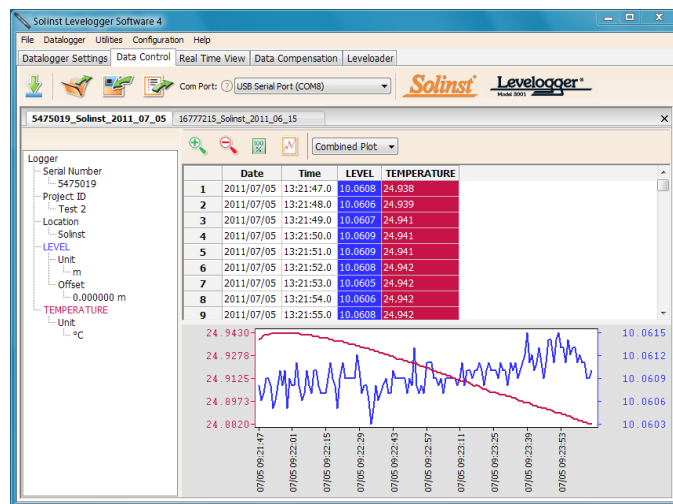 Solinst Levelogger Software 4
File Datalogger Utilities Configuration Help
Datalogger Settings Data Control Real Time View Data Compensation Leveloader
Com Port: ? USB Serial Port (COM8) Solinst Levelogger®
Model 3001
5475019_Solinst_2011_07_05 16777215_Solinst_2011_06_15
100 % Combined Plot
Logger
Serial Number
5475019
Project ID
Test 2
Location
Solinst
LEVEL
Unit
m
Offset
0.000000 m
TEMPERATURE
Unit
°C
Date Time LEVEL TEMPERATURE
1 2011/07/05 13:21:47.0 10.0608 24.938
2 2011/07/05 13:21:48.0 10.0606 24.939
3 2011/07/05 13:21:49.0 10.0607 24.941
4 2011/07/05 13:21:50.0 10.0609 24.941
5 2011/07/05 13:21:51.0 10.0609 24.941
6 2011/07/05 13:21:52.0 10.0608 24.942
7 2011/07/05 13:21:53.0 10.0605 24.942
8 2011/07/05 13:21:54.0 10.0606 24.942
9 2011/07/05 13:21:55.0 10.0608 24.942
24.9430 10.0615
24.9278 10.0612
24.9125 10.0609
24.8973 10.0606
24.8820 10.0603
07/05 09:21:47
07/05 09:22:01
07/05 09:22:15
07/05 09:22:29
07/05 09:22:43
07/05 09:22:57
07/05 09:23:11
07/05 09:23:25
07/05 09:23:39
07/05 09:23:53